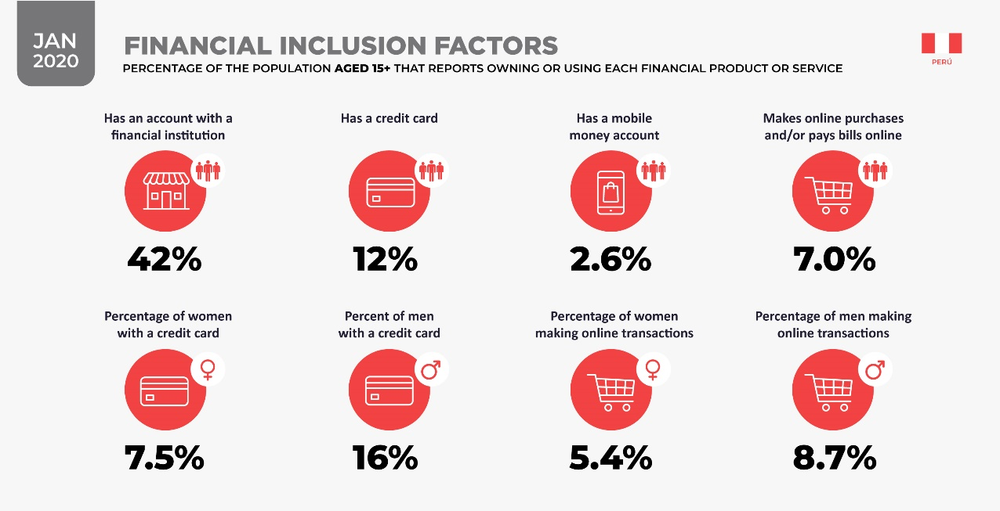 JAN
2020
FINANCIAL INCLUSION FACTORS
PERCENTAGE OF THE POPULATION AGED 15+ THAT REPORTS OWNING OR USING EACH FINANCIAL PRODUCT OR SERVICE
PERÚ
Has an account with a
financial institution
42%
Has a credit card
12%
Has a mobile
money account
2.6%
Makes online purchases
and/or pays bills online
7.0%
Percentage of women
with a credit card
7.5%
Percent of men
with a credit card
16%
Percentage of women
making online transactions
5.4%
Percentage of men making
online transactions
8.7%